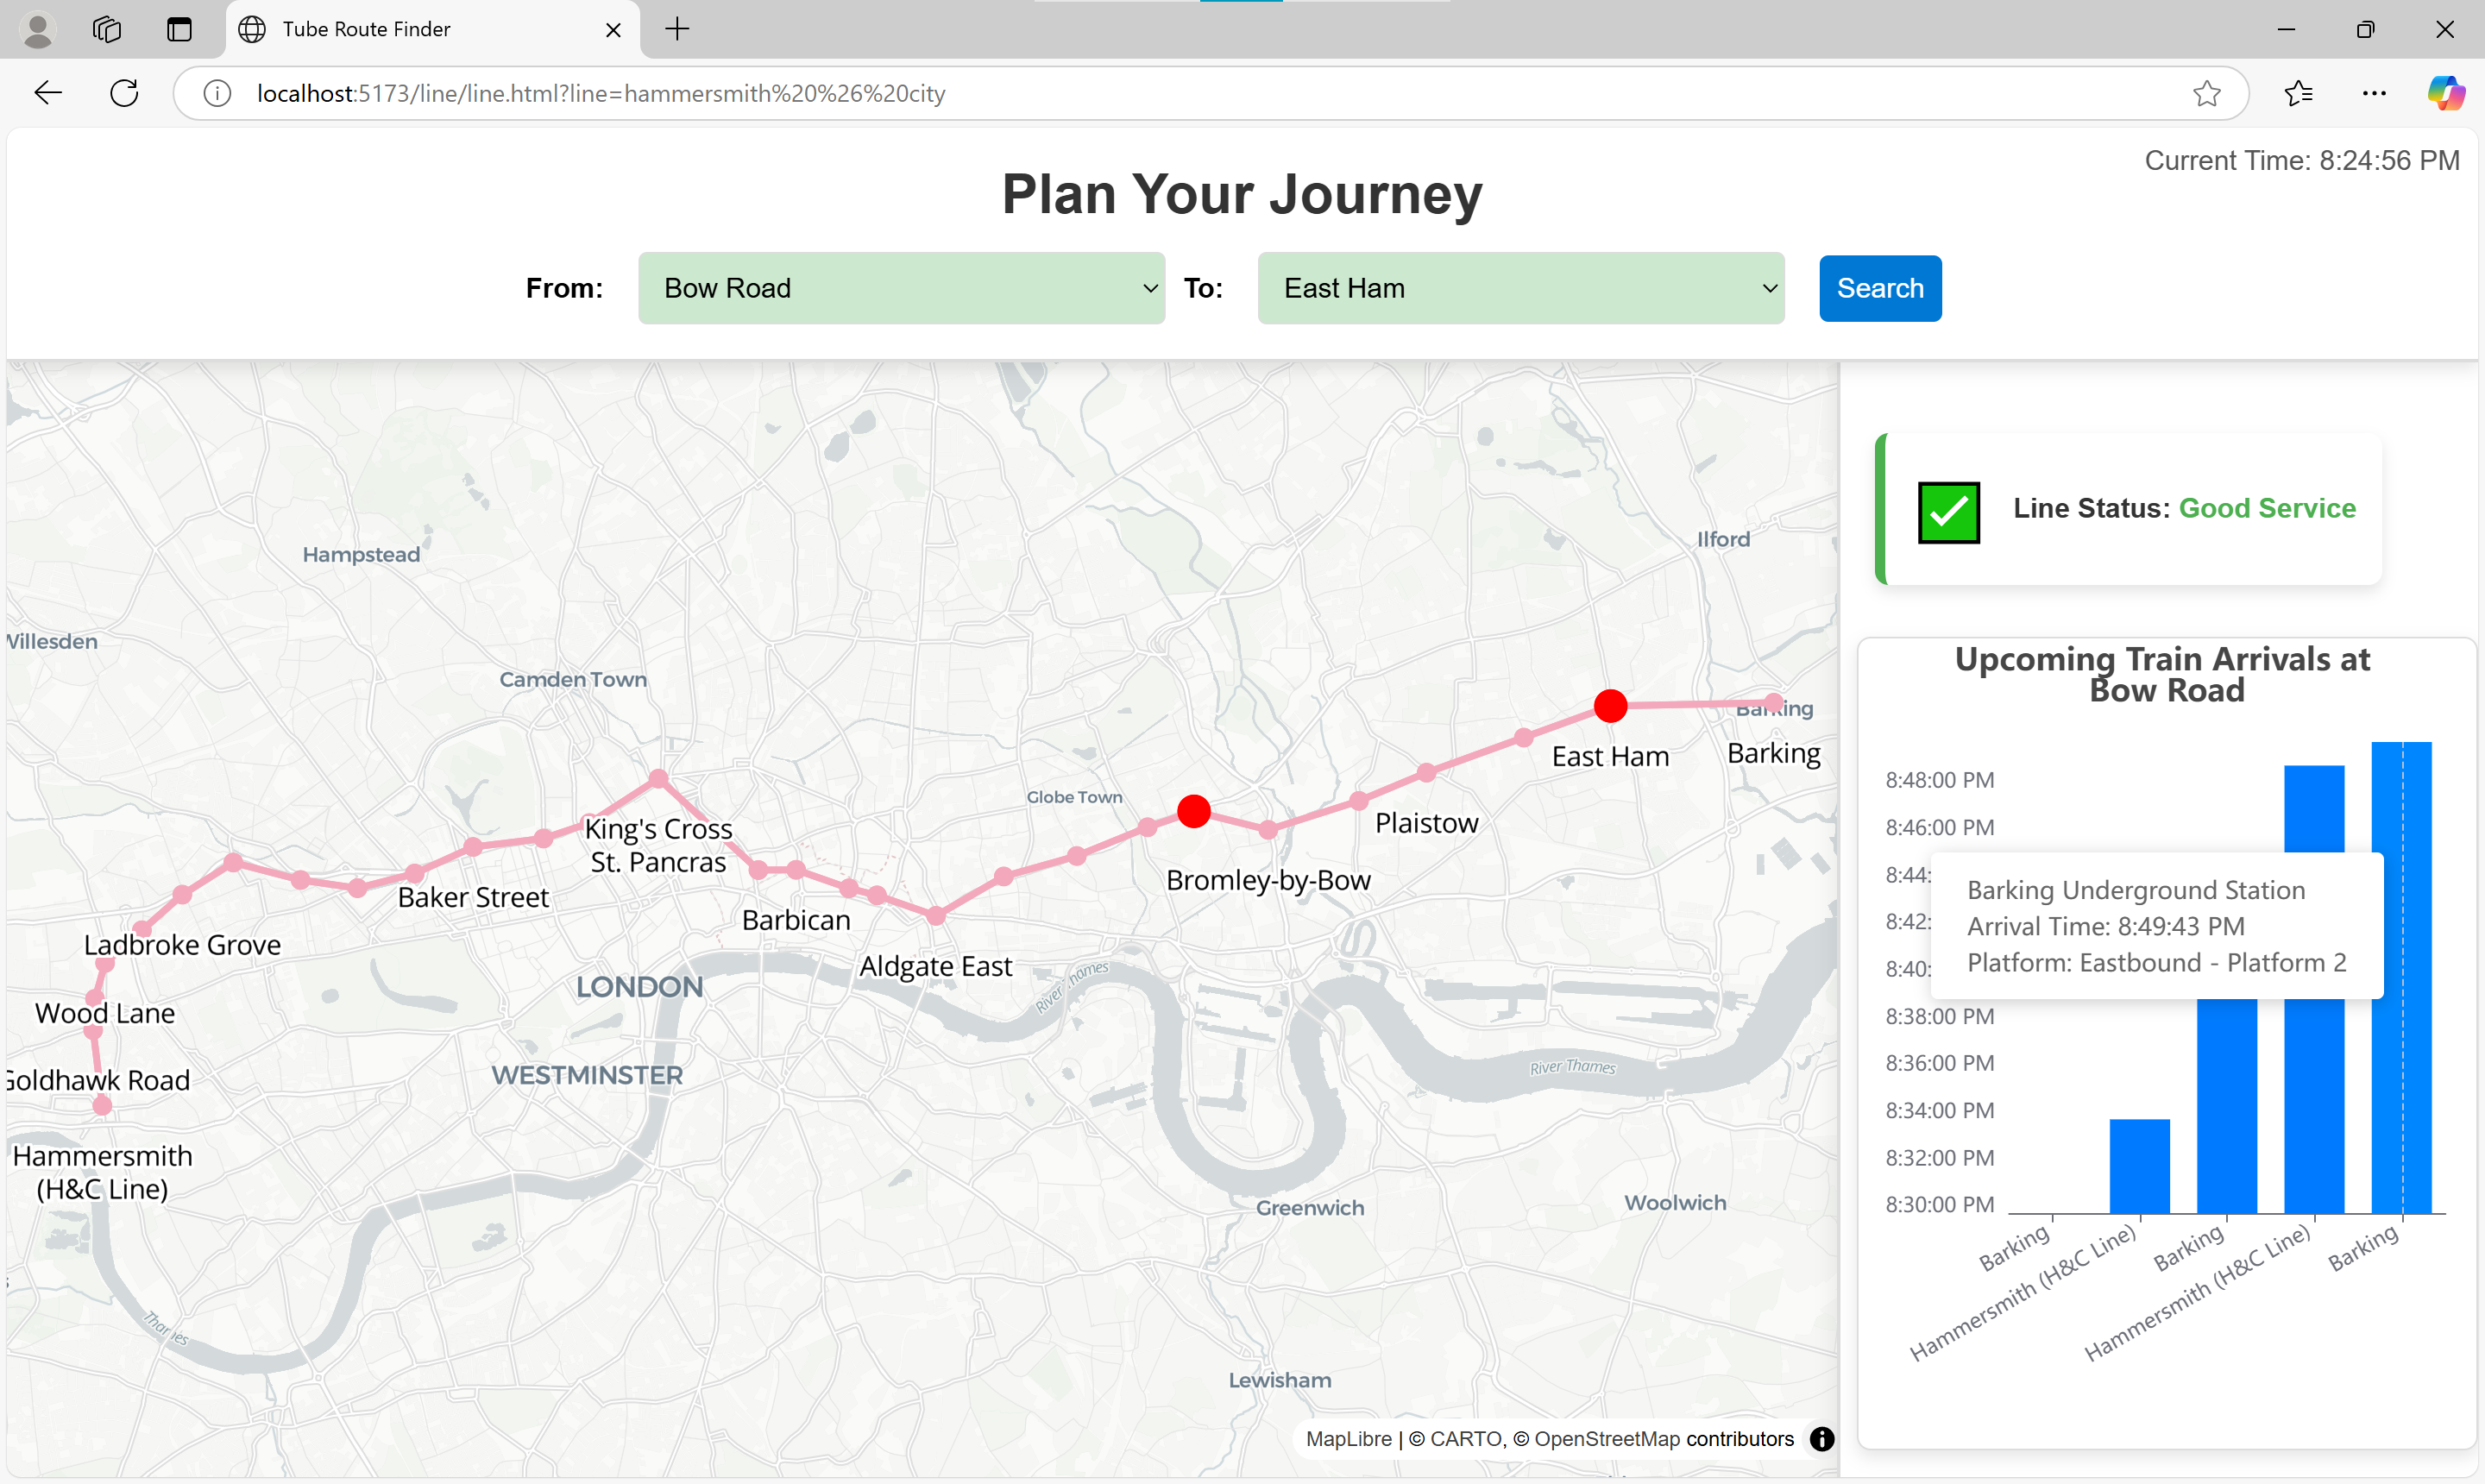 Tube Route Finder
localhost:5173/line/line.html?line=hammersmith%20%26%20city
Current Time: 8:24:56 PM
Plan Your Journey
From:
Bow Road
To:
East Ham
Search
Hampstead
Ilford
Willesden
Camden Town
Globe Town
Barking
East Ham
Barking
King's Cross
St. Pancras
Plaistow
Baker Street
Bromley-by-Bow
Barbican
Ladbroke Grove
Aldgate East
LONDON
River Thames
Wood Lane
WESTMINSTER
River Thames
Goldhawk Road
Hammersmith
(H&C Line)
Greenwich
Woolwich
Thames
Lewisham
MapLibre | © CARTO, © OpenStreetMap contributors
Line Status: Good Service
Upcoming Train Arrivals at
Bow Road
8:48:00 PM
8:46:00 PM
8:44:
8:42:
8:40:
8:38:00 PM
8:36:00 PM
8:34:00 PM
8:32:00 PM
8:30:00 PM
Barking Underground Station
Arrival Time: 8:49:43 PM
Platform: Eastbound - Platform 2
Barking
Hammersmith (H&C Line)
Barking
Hammersmith (H&C Line)
Barking